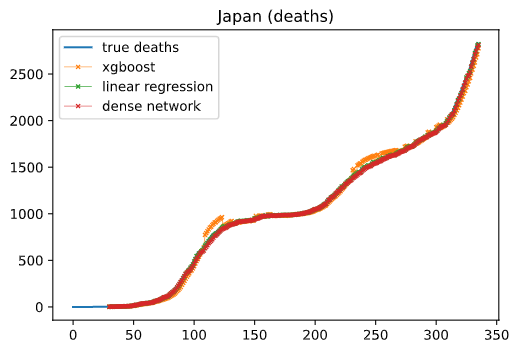 Japan (deaths)
true deaths
xgboost
linear regression
dense network
2500
2000
1500
1000
500
0
0 50 100 150 200 250 300 350